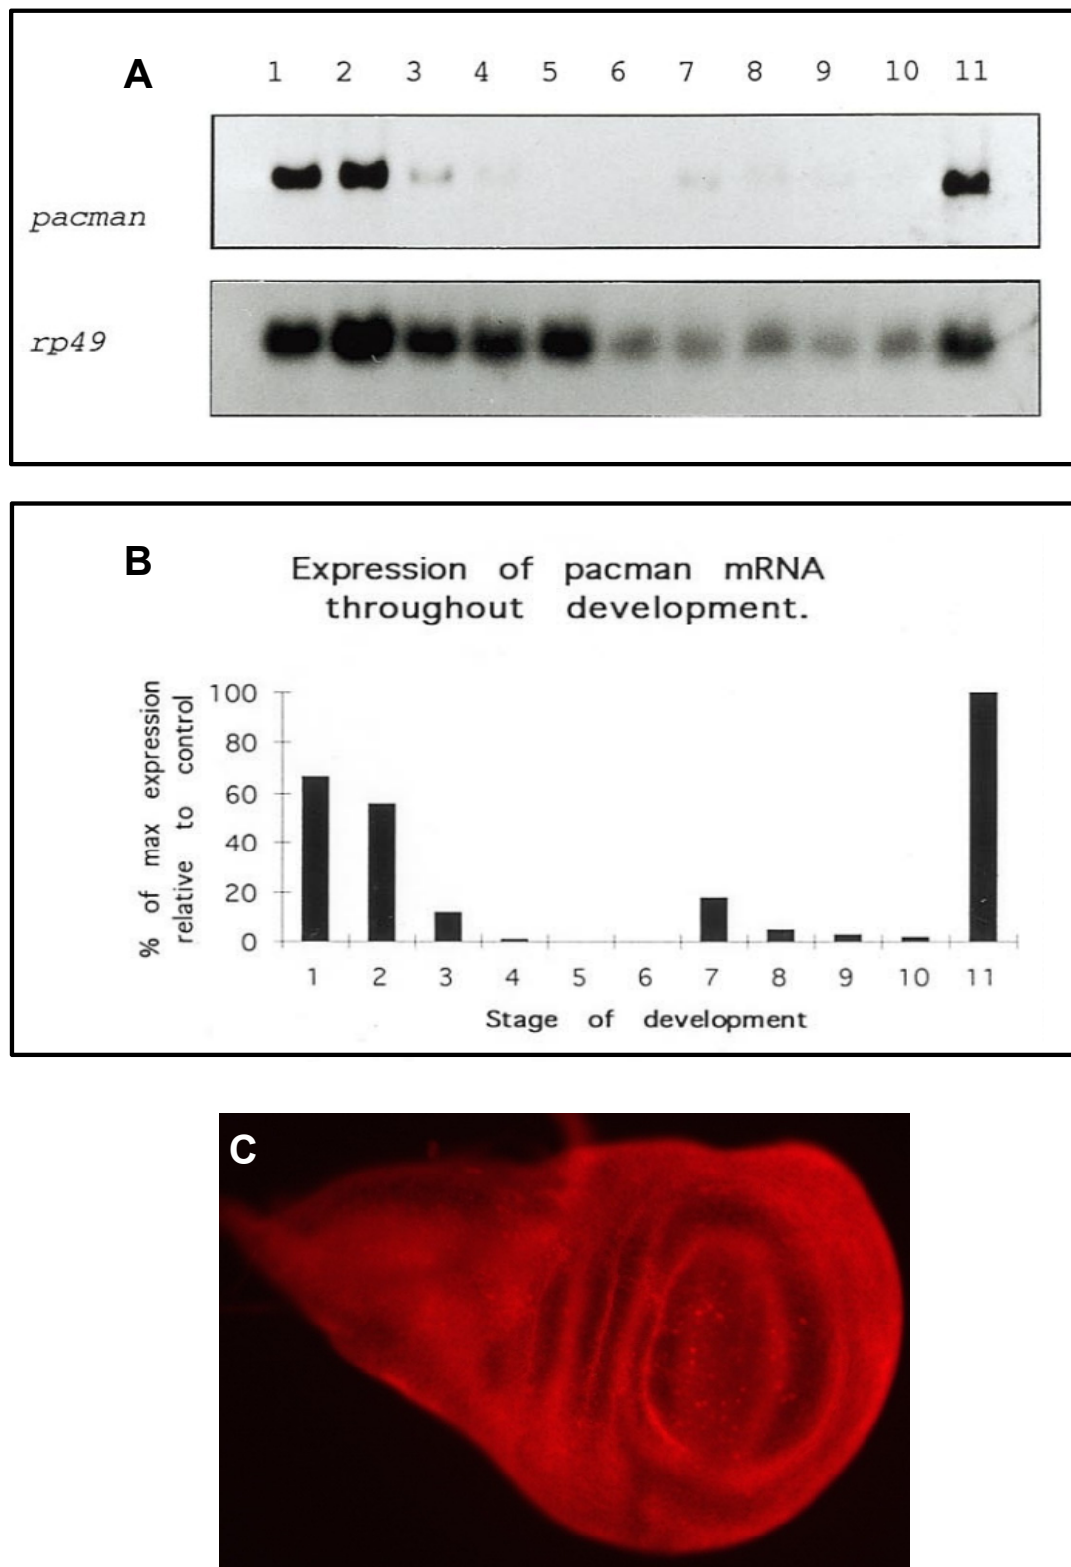 A 1 2 3 4 5 6 7 8 9 10 11
pacman
rp49
B
Expression of pacman mRNA
throughout development.
% of max expression
relative to control
100
80
60
40
20
0
1 2 3 4 5 6 7 8 9 10 11
Stage of development
C